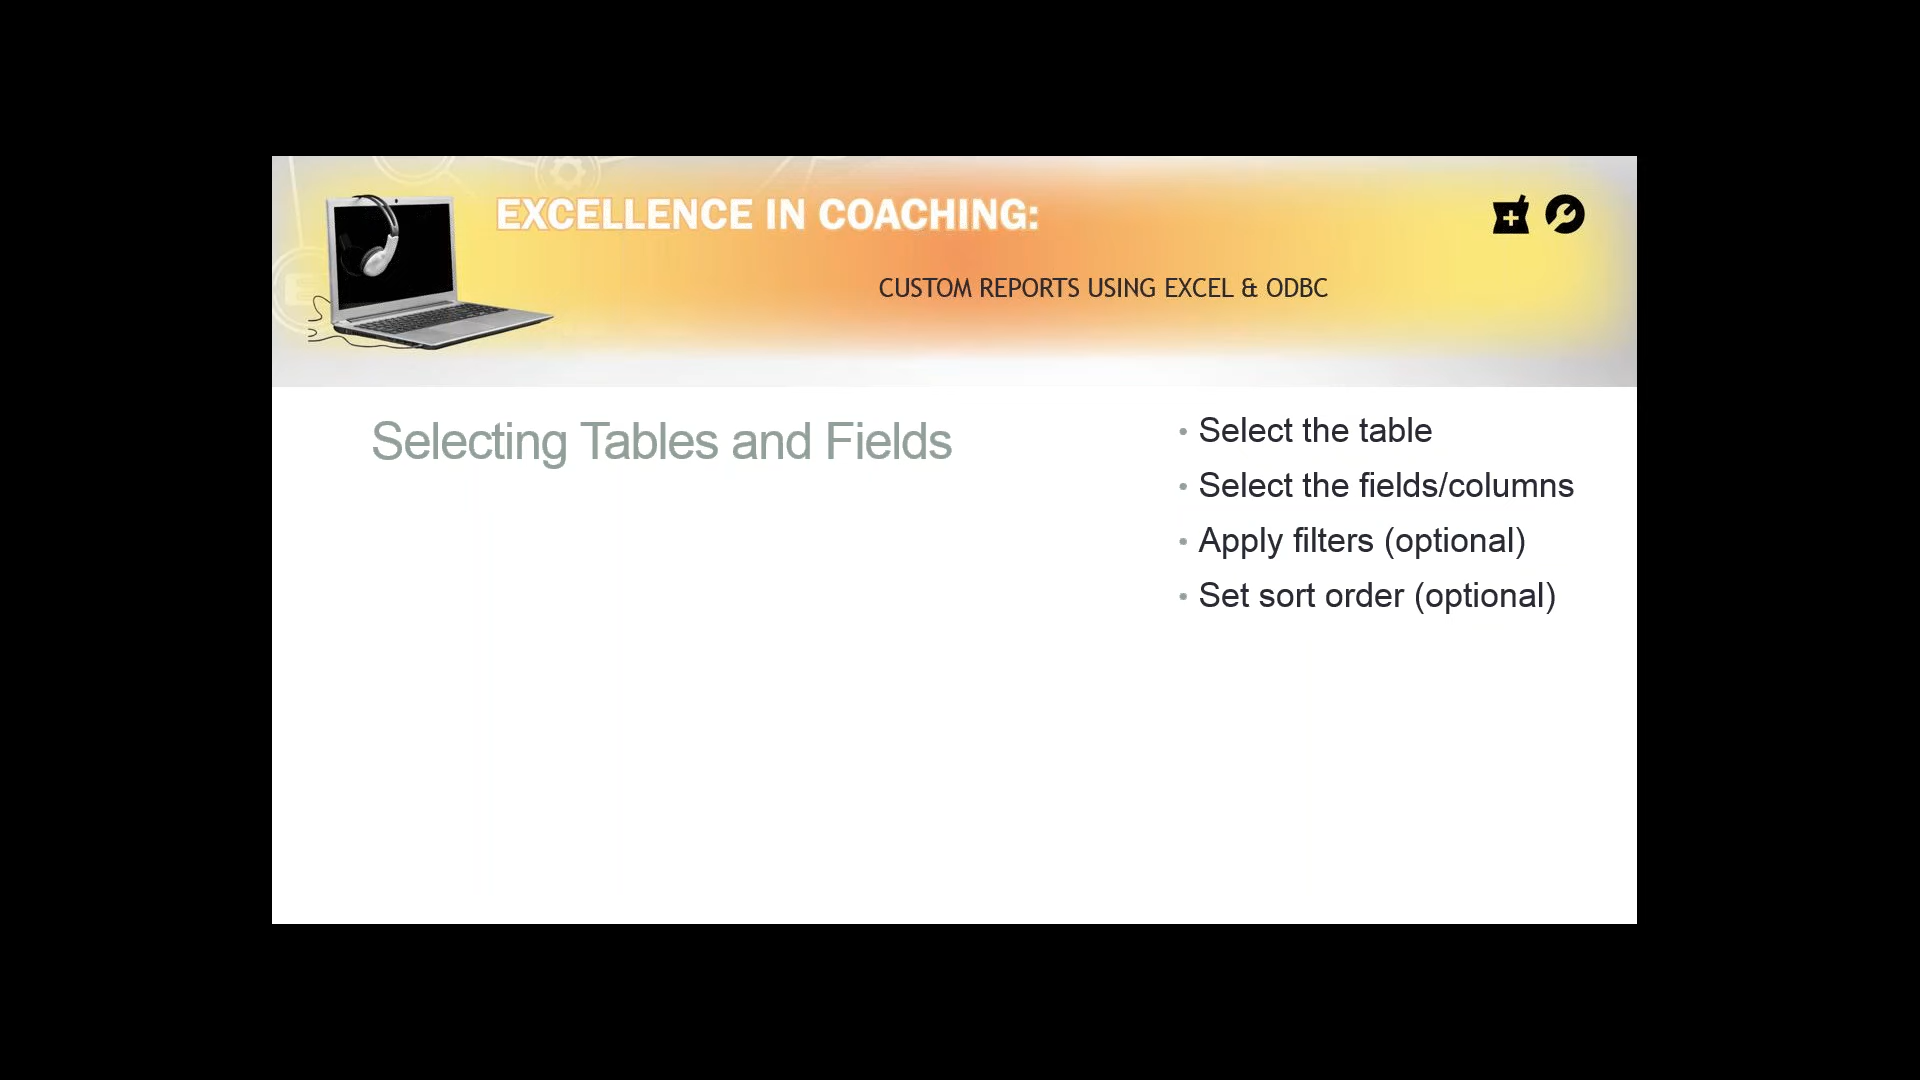 EXCELLENCE IN COACHING:
CUSTOM REPORTS USING EXCEL & ODBC
Selecting Tables and Fields
• Select the table
• Select the fields/columns
• Apply filters (optional)
• Set sort order (optional)